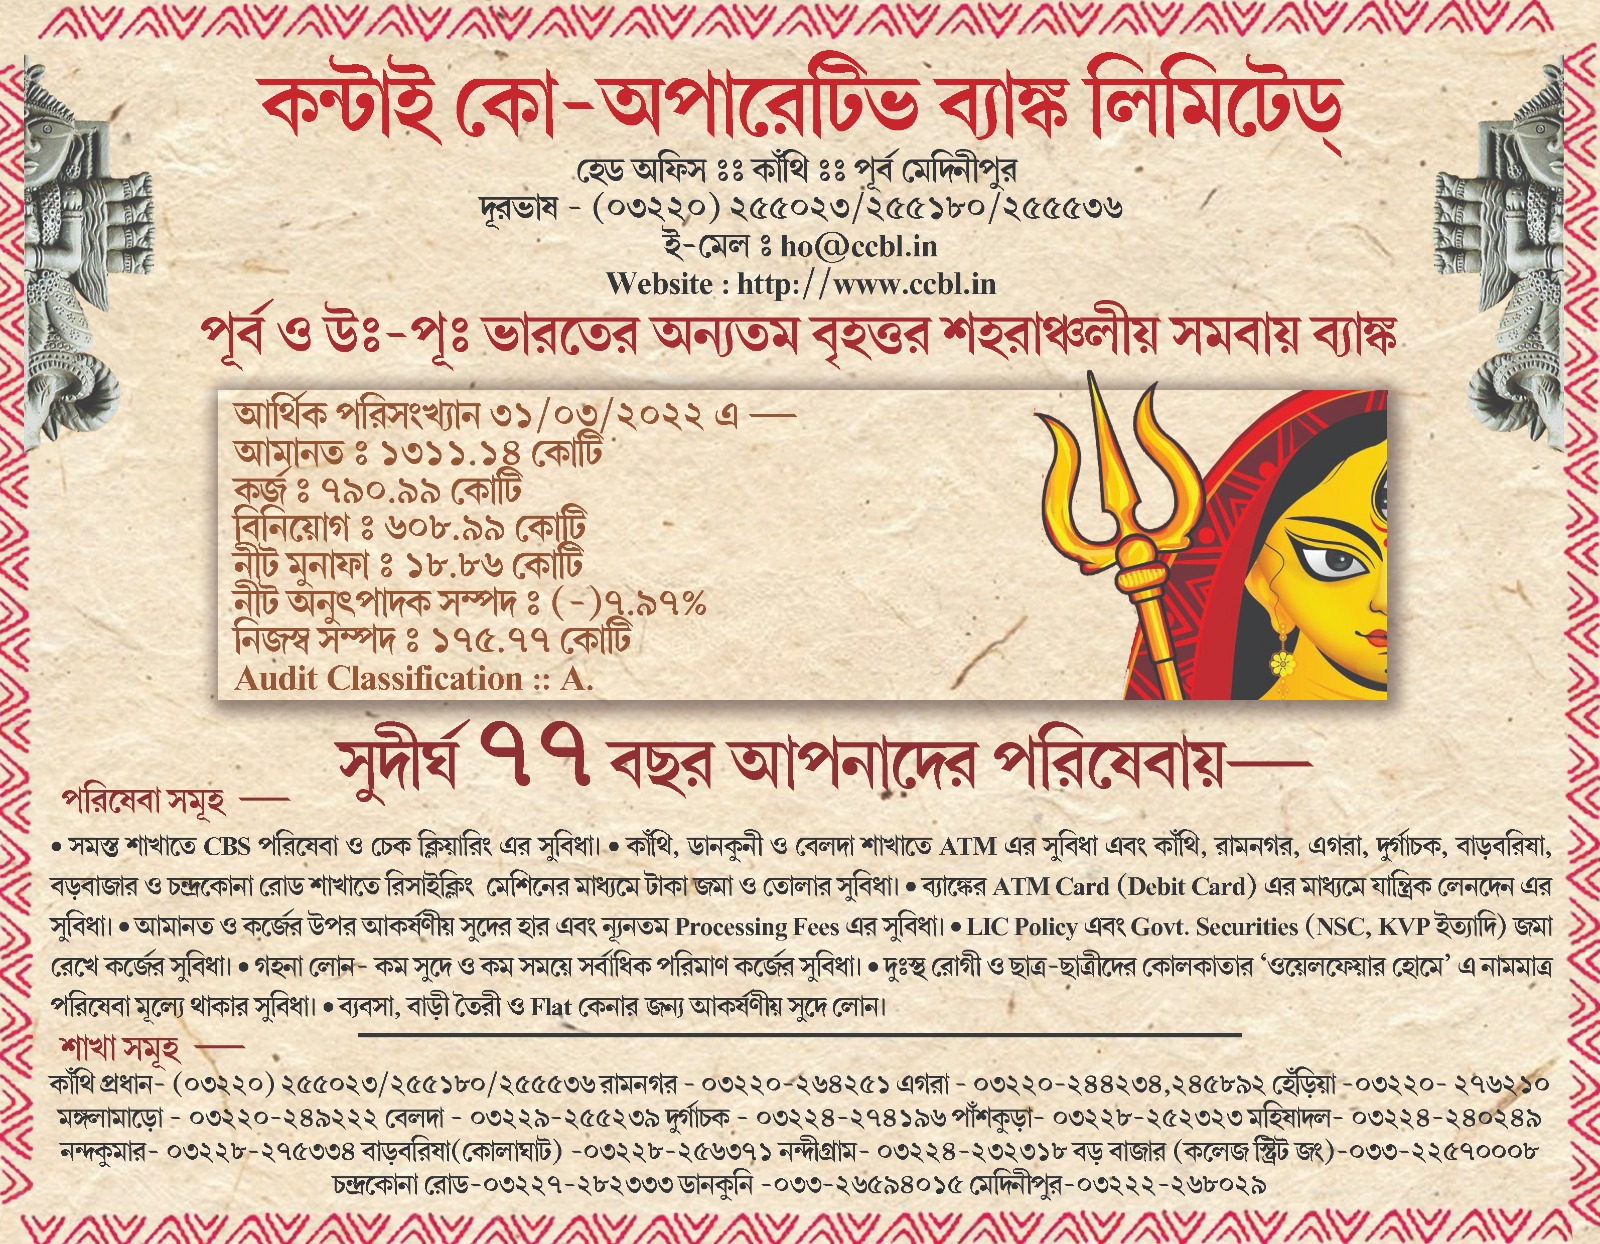 কন্টাই কো-অপারেটিভ ব্যাঙ্ক লিমিটেড্
হেড অফিস ঃঃ কাঁথি ঃঃ পূর্ব মেদিনীপুর
দূরভাষ - (০৩২২০) ২৫৫০২৩/২৫৫১৮০/২৫৫৫৩৬
ই-মেল ঃ ho@ccbl.in
Website : http://www.ccbl.in
পূর্ব ও উঃ-পূঃ ভারতের অন্যতম বৃহত্তর শহরাঞ্চলীয় সমবায় ব্যাঙ্ক
আর্থিক পরিসংখ্যান ৩১/০৩/২০২২ এ —
আমানত ঃ ১৩১১.১৪ কোটি
কর্জ ঃ ৭৯০.৯৯ কোটি
বিনিয়োগ ঃ ৬০৮.৯৯ কোটি
নীট মুনাফা ঃ ১৮.৮৬ কোটি
নীট অনুৎপাদক সম্পদ ঃ (-)৭.৯৭%
নিজস্ব সম্পদ ঃ ১৭৫.৭৭ কোটি
Audit Classification :: A.
সুদীর্ঘ ৭৭ বছর আপনাদের পরিষেবায়—
পরিষেবা সমূহ —
• সমস্ত শাখাতে CBS পরিষেবা ও চেক ক্লিয়ারিং এর সুবিধা। • কাঁথি, ডানকুনী ও বেলদা শাখাতে ATM এর সুবিধা এবং কাঁথি, রামনগর, এগরা, দুর্গাচক, বাড়বরিষা,
বড়বাজার ও চন্দ্রকোনা রোড শাখাতে রিসাইক্লিং মেশিনের মাধ্যমে টাকা জমা ও তোলার সুবিধা। • ব্যাঙ্কের ATM Card (Debit Card) এর মাধ্যমে যান্ত্রিক লেনদেন এর
সুবিধা। • আমানত ও কর্জের উপর আকর্ষণীয় সুদের হার এবং ন্যূনতম Processing Fees এর সুবিধা। • LIC Policy এবং Govt. Securities (NSC, KVP ইত্যাদি) জমা
রেখে কর্জের সুবিধা। • গহনা লোন- কম সুদে ও কম সময়ে সর্বাধিক পরিমাণ কর্জের সুবিধা। • দুঃস্থ রোগী ও ছাত্র-ছাত্রীদের কোলকাতার ‘ওয়েলফেয়ার হোমে’ এ নামমাত্র
পরিষেবা মূল্যে থাকার সুবিধা। • ব্যবসা, বাড়ী তৈরী ও Flat কেনার জন্য আকর্ষণীয় সুদে লোন।
শাখা সমূহ —
কাঁথি প্রধান- (০৩২২০) ২৫৫০২৩/২৫৫১৮০/২৫৫৫৩৬ রামনগর - ০৩২২০-২৬৪২৫১ এগরা - ০৩২২০-২৪৪২৩৪,২৪৫৮৯২ হেঁড়িয়া -০৩২২০- ২৭৬২১০
মঙ্গলামাড়ো - ০৩২২০-২৪৯২২২ বেলদা - ০৩২২৯-২৫৫২৩৯ দুর্গাচক - ০৩২২৪-২৭৪১৯৬ পাঁশকুড়া- ০৩২২৮-২৫২৩২৩ মহিষাদল- ০৩২২৪-২৪০২৪৯
নন্দকুমার- ০৩২২৮-২৭৫৩৩৪ বাড়বরিষা(কোলাঘাট) -০৩২২৮-২৫৬৩৭১ নন্দীগ্রাম- ০৩২২৪-২৩২৩১৮ বড় বাজার (কলেজ স্ট্রিট জং)-০৩৩-২২৫৭০০০৮
চন্দ্রকোনা রোড-০৩২২৭-২৮২৩৩৩ ডানকুনি -০৩৩-২৬৫৯৪০১৫ মেদিনীপুর-০৩২২২-২৬৮০২৯